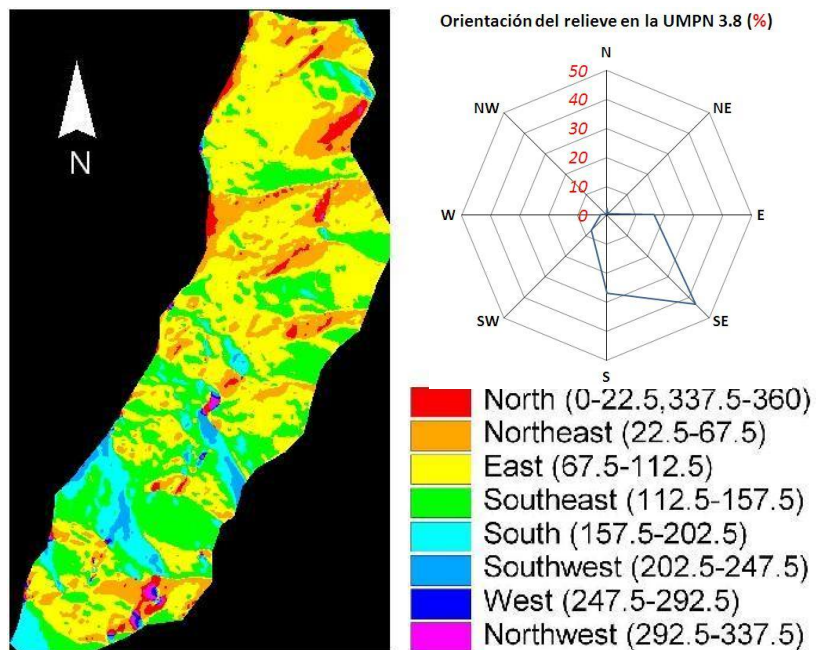 N
Orientación del relieve en la UMPN 3.8 (%)
N
NW
NE
50
40
30
20
10
0
W
E
SW
SE
S
North (0-22.5,337.5-360)
Northeast (22.5-67.5)
East (67.5-112.5)
Southeast (112.5-157.5)
South (157.5-202.5)
Southwest (202.5-247.5)
West (247.5-292.5)
Northwest (292.5-337.5)